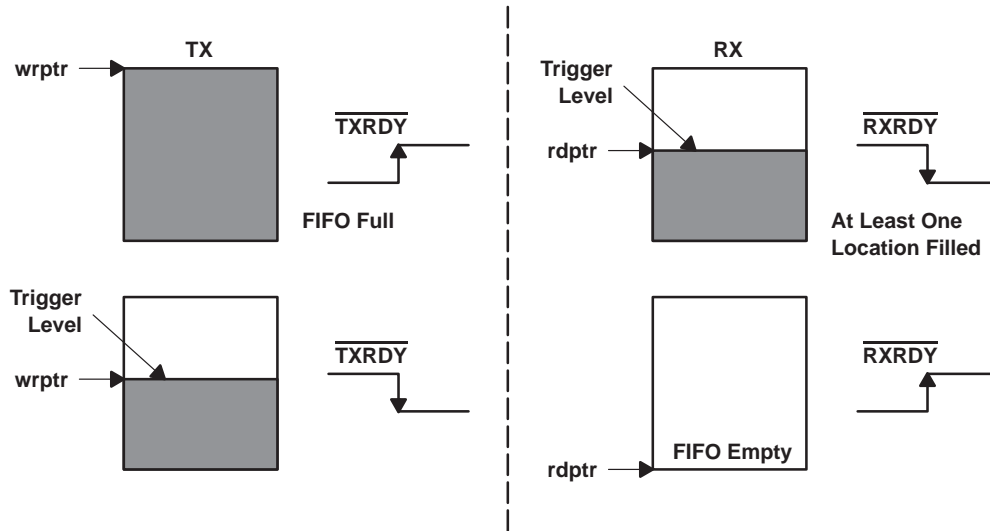 TX
wrptr
TXRDY
FIFO Full
Trigger
Level
wrptr
TXRDY
RX
Trigger
Level
rdptr
RXRDY
At Least One
Location Filled
RXRDY
FIFO Empty
rdptr